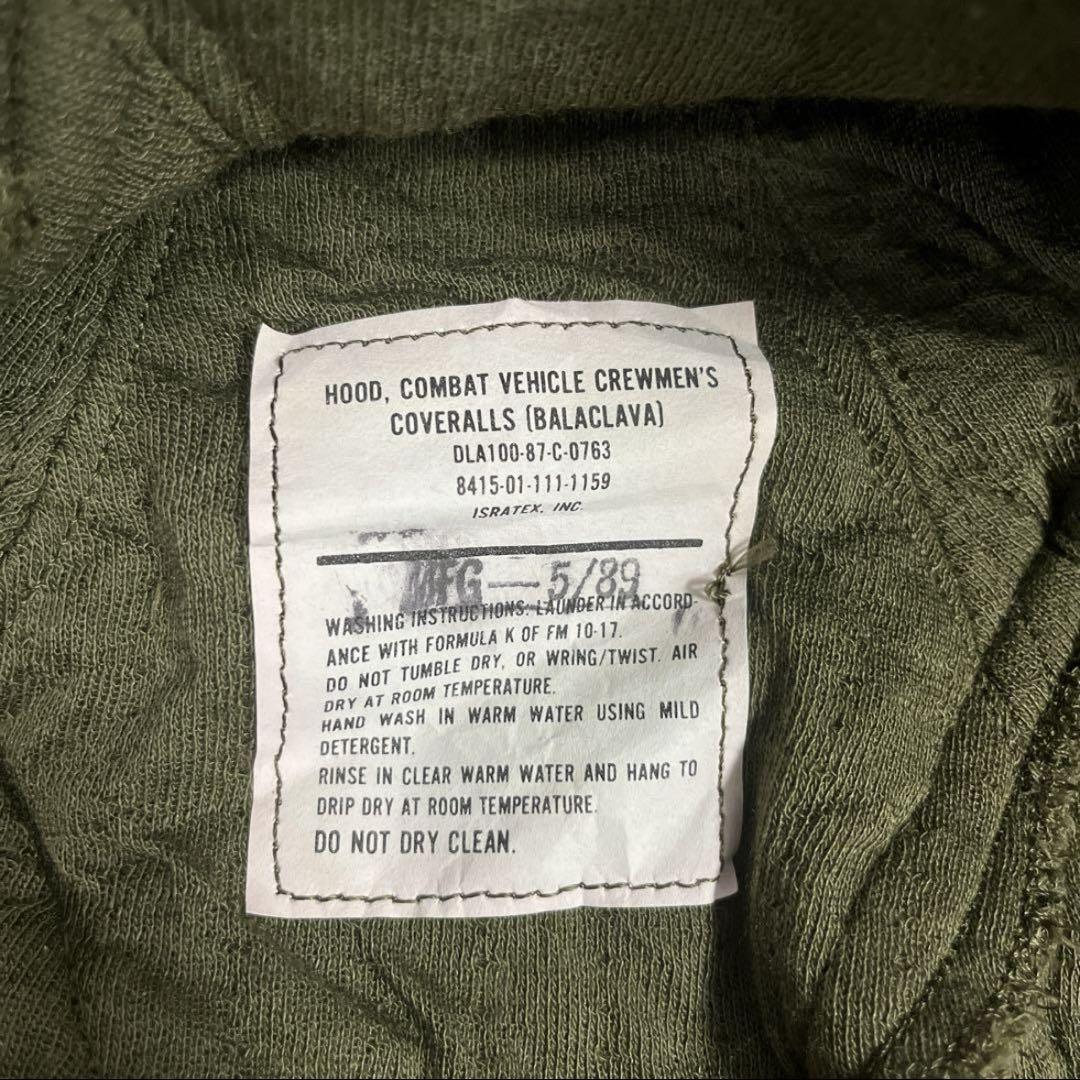 HOOD, COMBAT VEHICLE CREWMEN'S
COVERALLS (BALACLAVA)
DLA100-87-C-0763
8415-01-111-1159
ISRATEX, INC.
MFG — 5/89
WASHING INSTRUCTIONS: LAUNDER IN ACCORD-
ANCE WITH FORMULA K OF FM 10-17.
DO NOT TUMBLE DRY, OR WRING/TWIST. AIR
DRY AT ROOM TEMPERATURE.
HAND WASH IN WARM WATER USING MILD
DETERGENT.
RINSE IN CLEAR WARM WATER AND HANG TO
DRIP DRY AT ROOM TEMPERATURE.
DO NOT DRY CLEAN.